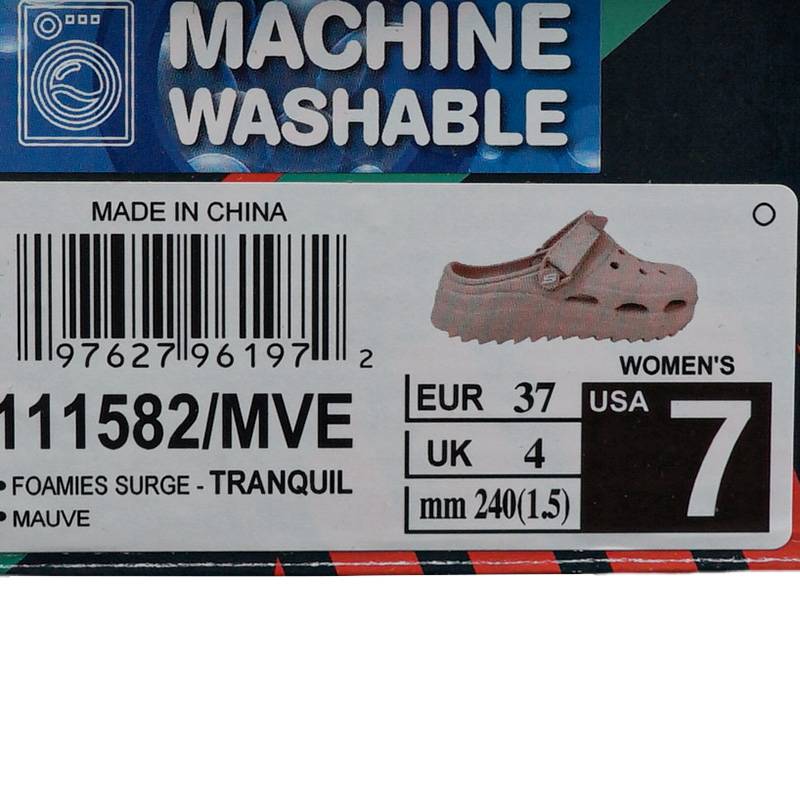 MACHINE
WASHABLE
MADE IN CHINA
97627 96197 2
111582/MVE
• FOAMIES SURGE - TRANQUIL
• MAUVE
WOMEN'S
EUR 37
UK 4
mm 240(1.5)
USA 7